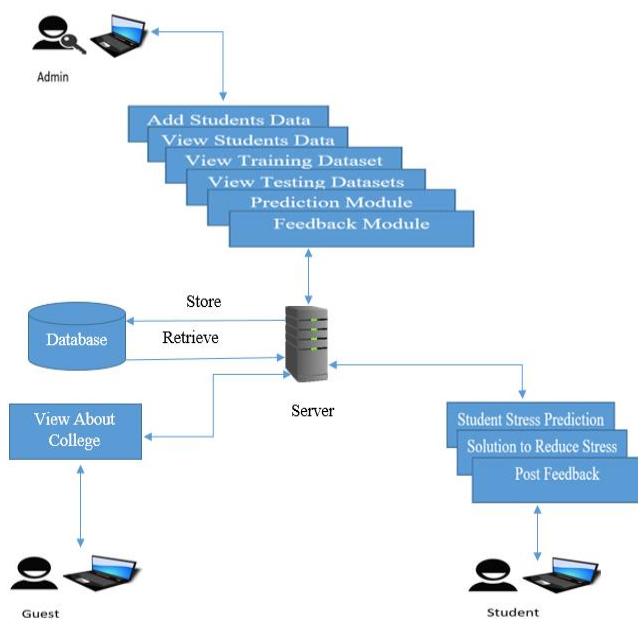 Admin
Add Students Data
View Students Data
View Training Dataset
View Testing Datasets
Prediction Module
Feedback Module
Store
Database
Retrieve
Server
View About
College
Student Stress Prediction
Solution to Reduce Stress
Post Feedback
Guest
Student